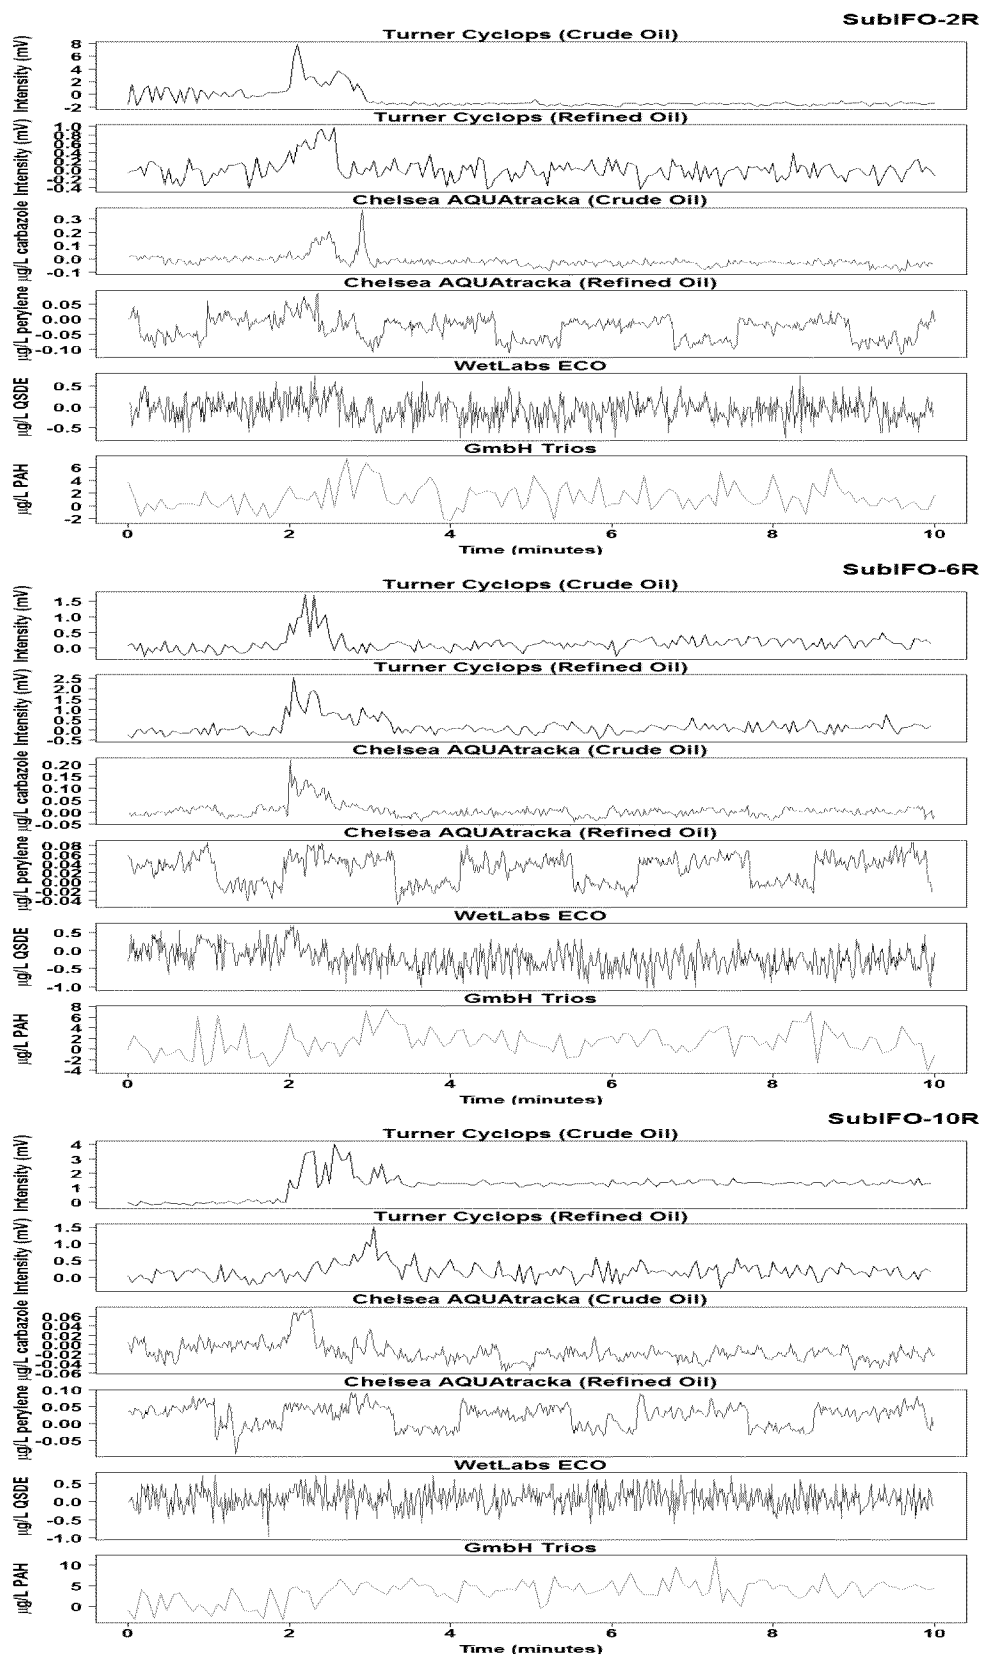 SubIFO-2R
Turner Cyclops (Crude Oil)
Intensity (mV)
8
6
4
2
0
-2
Turner Cyclops (Refined Oil)
Intensity (mV)
1.0
0.8
0.6
0.4
0.2
0.0
-0.2
-0.4
Chelsea AQUAtracka (Crude Oil)
µg/L carbazole
0.3
0.2
0.1
0.0
-0.1
Chelsea AQUAtracka (Refined Oil)
µg/L perylene
0.05
0.00
-0.05
-0.10
WetLabs ECO
µg/L QSDE
0.5
0.0
-0.5
GmbH Trios
µg/L PAH
6
4
2
0
-2
0 2 4 6 8 10
Time (minutes)
SubIFO-6R
Turner Cyclops (Crude Oil)
Intensity (mV)
1.5
1.0
0.5
0.0
Turner Cyclops (Refined Oil)
Intensity (mV)
2.5
2.0
1.5
1.0
0.5
0.0
-0.5
Chelsea AQUAtracka (Crude Oil)
µg/L carbazole
0.20
0.15
0.10
0.05
0.00
-0.05
Chelsea AQUAtracka (Refined Oil)
µg/L perylene
0.08
0.06
0.04
0.02
0.00
-0.02
-0.04
WetLabs ECO
µg/L QSDE
0.5
0.0
-0.5
-1.0
GmbH Trios
µg/L PAH
8
6
4
2
0
-2
-4
0 2 4 6 8 10
Time (minutes)
SubIFO-10R
Turner Cyclops (Crude Oil)
Intensity (mV)
4
3
2
1
0
Turner Cyclops (Refined Oil)
Intensity (mV)
1.5
1.0
0.5
0.0
Chelsea AQUAtracka (Crude Oil)
µg/L carbazole
0.06
0.04
0.02
0.00
-0.02
-0.04
-0.06
Chelsea AQUAtracka (Refined Oil)
µg/L perylene
0.10
0.05
0.00
-0.05
WetLabs ECO
µg/L QSDE
0.5
0.0
-0.5
-1.0
GmbH Trios
µg/L PAH
10
5
0
0 2 4 6 8 10
Time (minutes)